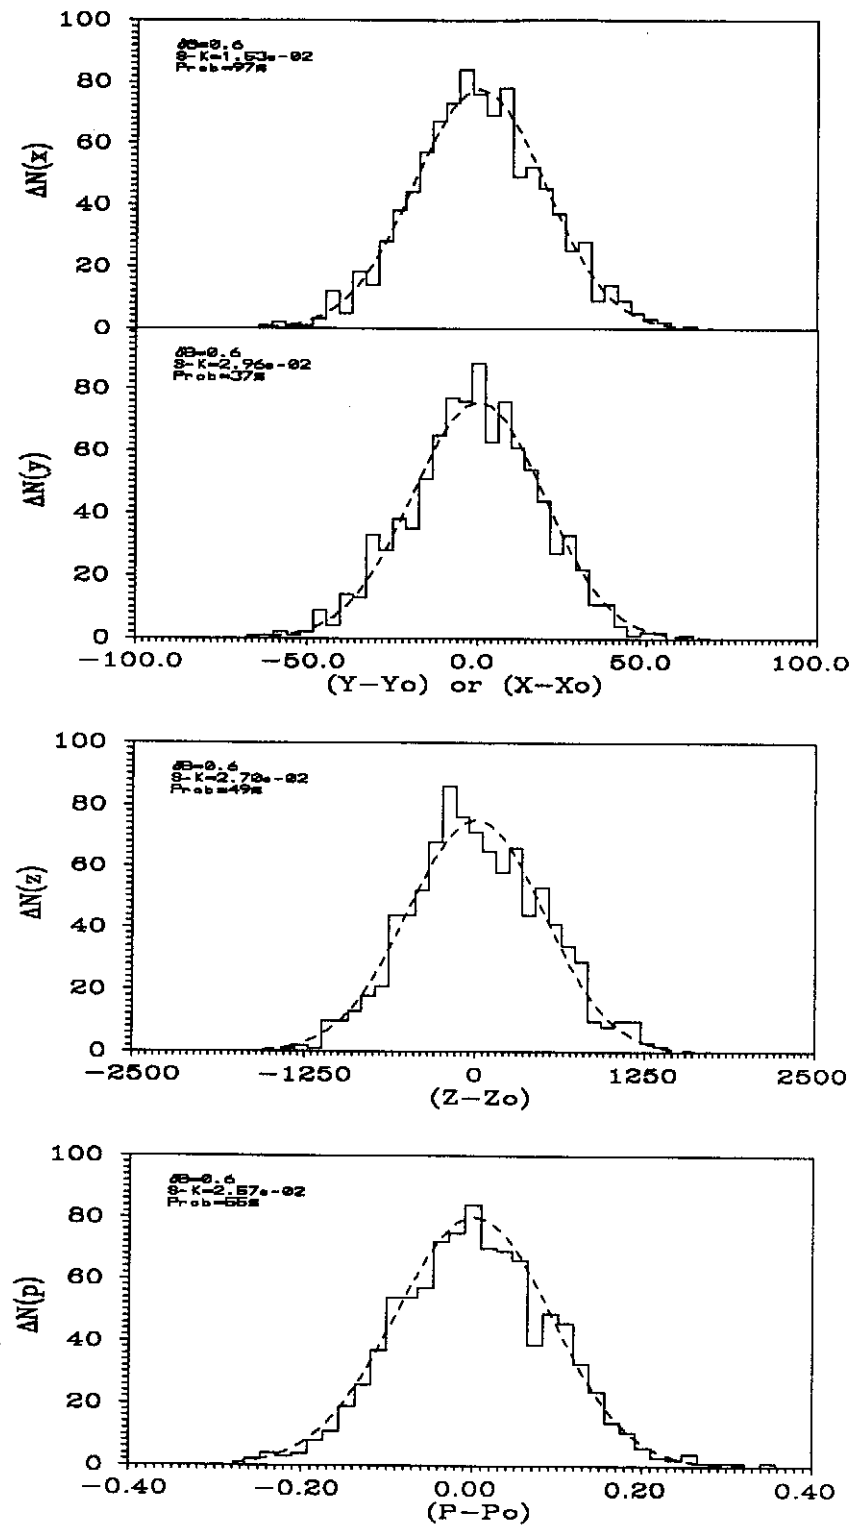 100
80
60
40
20
0
ΔN(x)
δB=0.6
S-K=1.53e-02
Prob=97%
80
60
40
20
0
ΔN(y)
δB=0.6
S-K=2.96e-02
Prob=37%
−100.0 −50.0 0.0 50.0 100.0
(Y−Yo) or (X−Xo)
100
80
60
40
20
0
ΔN(z)
δB=0.6
S-K=2.70e-02
Prob=49%
−2500 −1250 0 1250 2500
(Z−Zo)
100
80
60
40
20
0
ΔN(p)
δB=0.6
S-K=2.57e-02
Prob=55%
−0.40 −0.20 0.00 0.20 0.40
(P−Po)